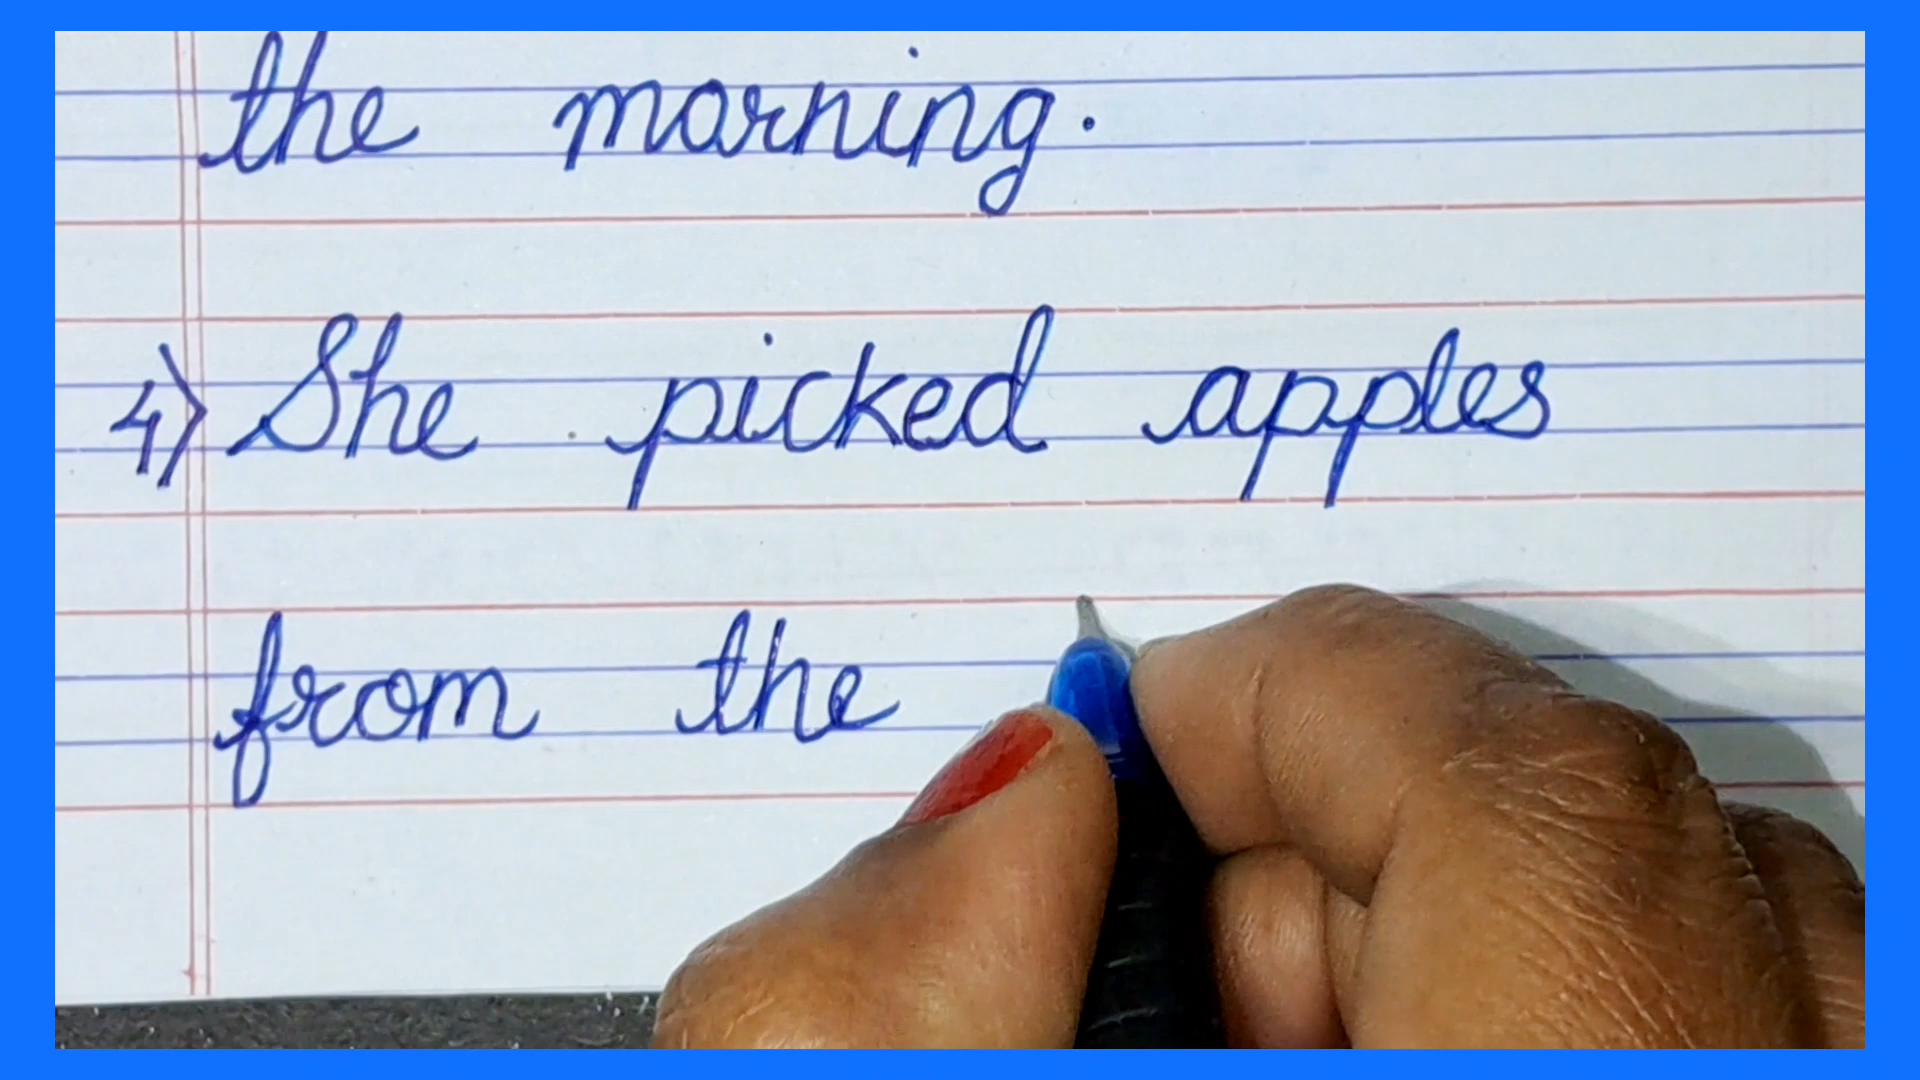 the morning.
4) She picked apples
from the